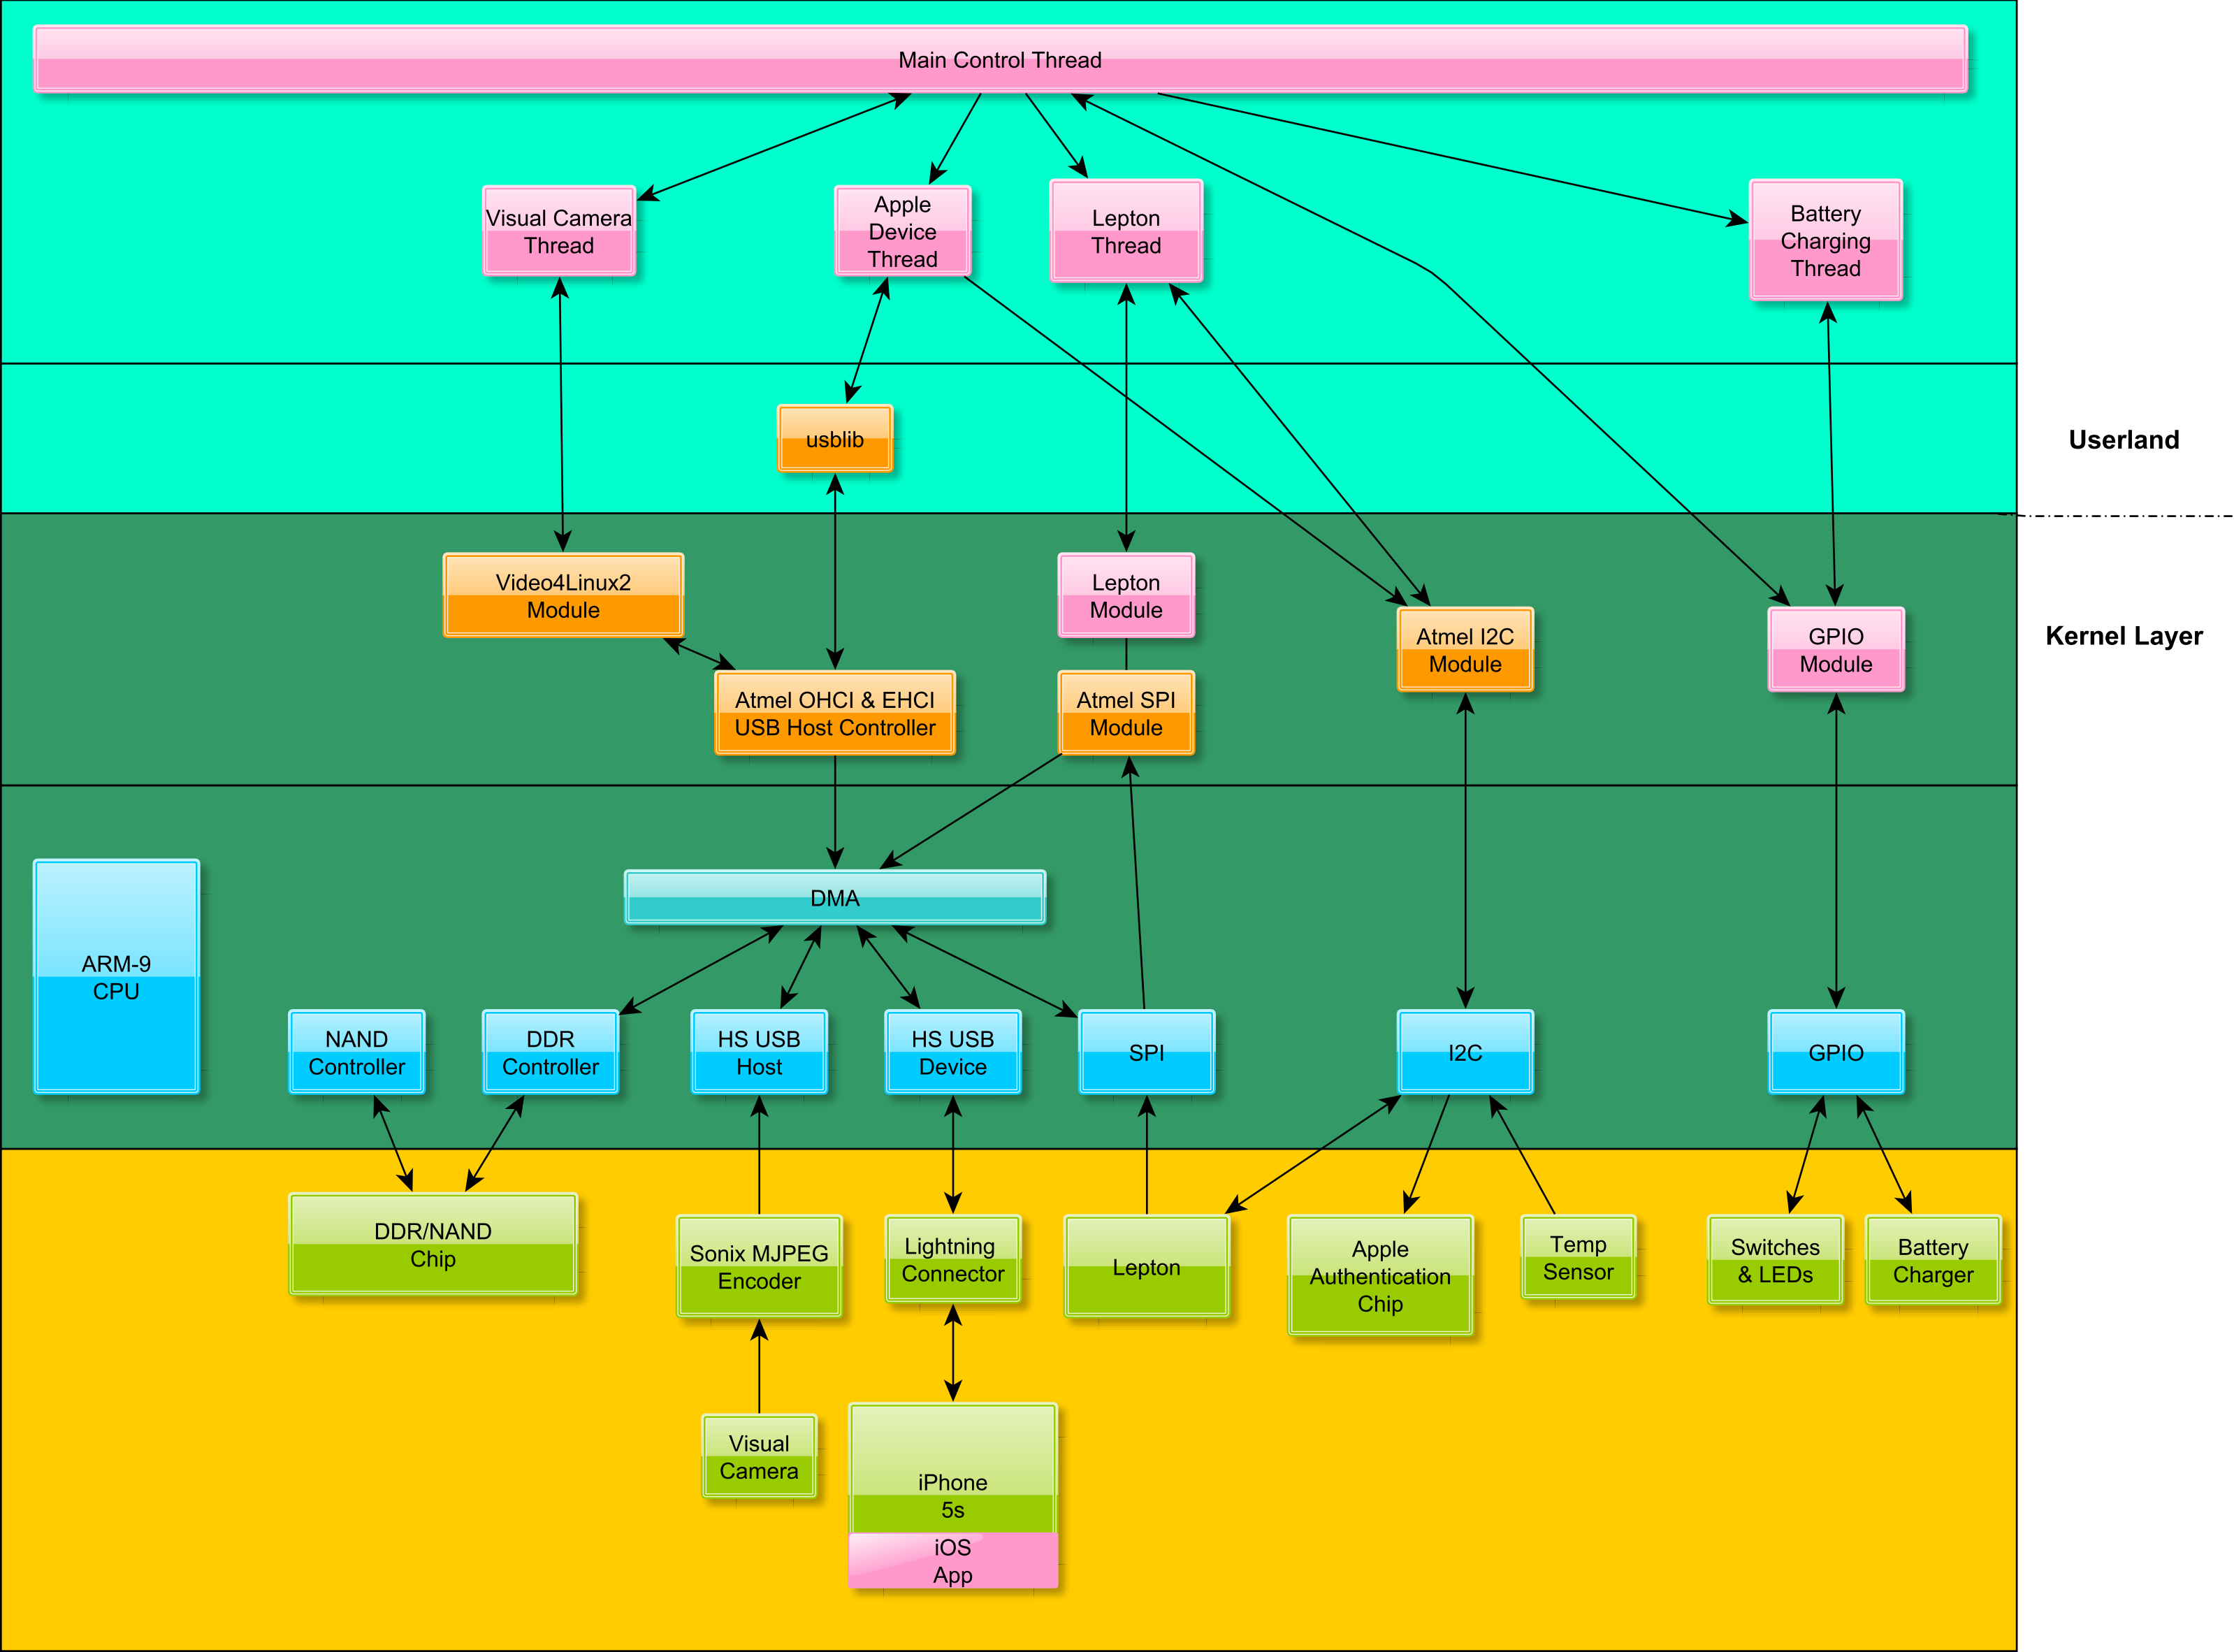 Main Control Thread
Visual Camera
Thread
Apple
Device
Thread
Lepton
Thread
Battery
Charging
Thread
usblib
Userland
Video4Linux2
Module
Lepton
Module
Atmel I2C
Module
GPIO
Module
Kernel Layer
Atmel OHCI & EHCI
USB Host Controller
Atmel SPI
Module
DMA
ARM-9
CPU
NAND
Controller
DDR
Controller
HS USB
Host
HS USB
Device
SPI
I2C
GPIO
DDR/NAND
Chip
Sonix MJPEG
Encoder
Lightning
Connector
Lepton
Apple
Authentication
Chip
Temp
Sensor
Switches
& LEDs
Battery
Charger
Visual
Camera
iPhone
5s
iOS
App